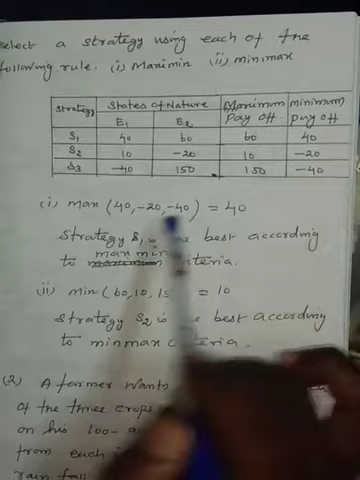 select a strategy using each of the
following rule. (i) Maximin (ii) minimax
Strategy States of Nature Maximum Pay off minimum pay off
E1 E2
S1 40 60 60 40
S2 10 -20 10 -20
S3 -40 150 150 -40
(i) max (40, -20, -40) = 40
strategy S1 is the best according
to max min criteria.
(ii) min (60, 10, = 10
strategy S2 is the best according
to minmax criteria.
(2) A farmer wants
of the three crops
on his 100-
from each
rain fall